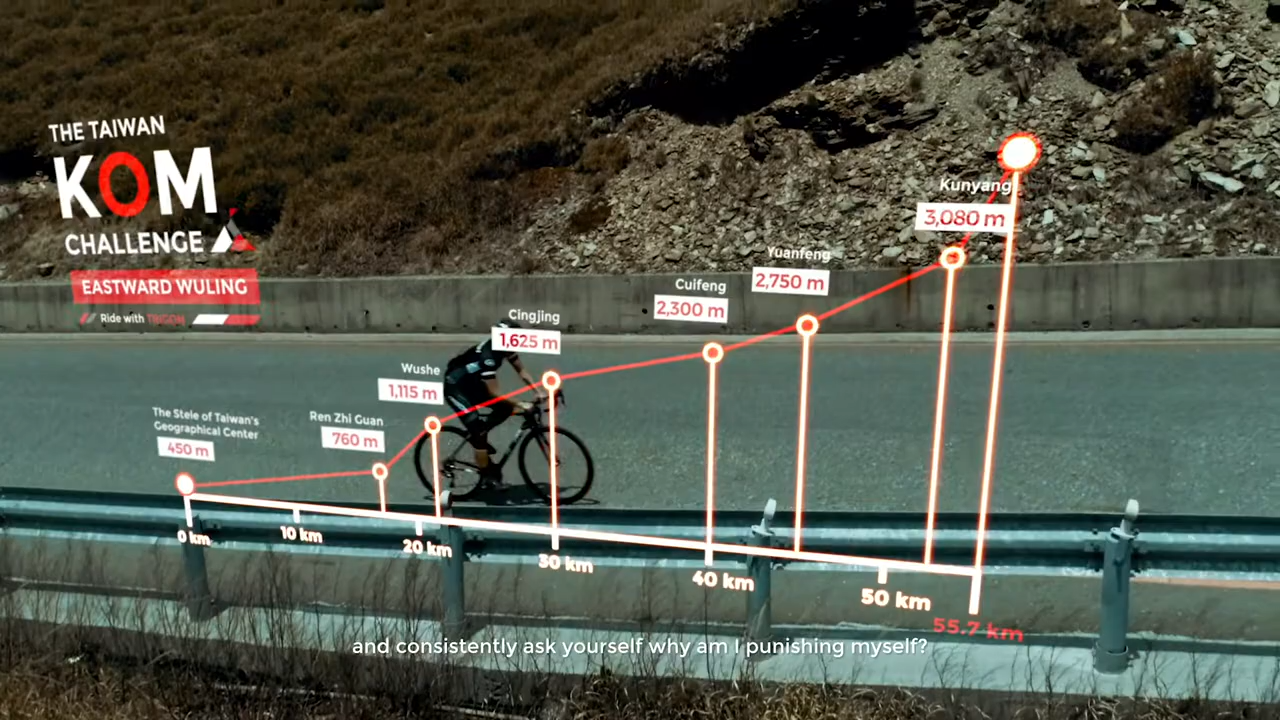 THE TAIWAN
KOM
CHALLENGE
EASTWARD WULING
Ride with TRIGON
The Stele of Taiwan's
Geographical Center
450 m
Ren Zhi Guan
760 m
Wushe
1,115 m
Cingjing
1,625 m
Cuifeng
2,300 m
Yuanfeng
2,750 m
Kunyang
3,080 m
0 km
10 km
20 km
30 km
40 km
50 km
55.7 km
and consistently ask yourself why am I punishing myself?